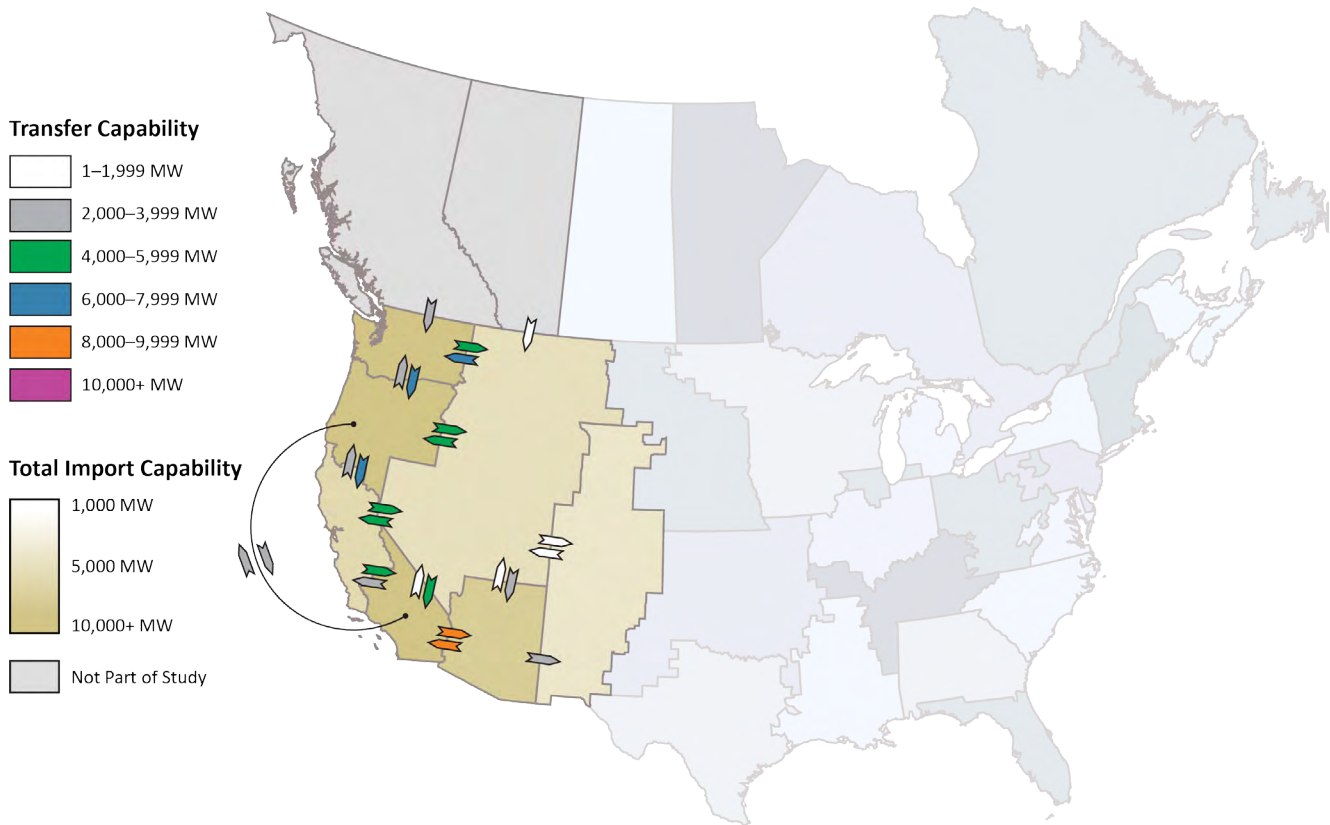 Transfer Capability
1–1,999 MW
2,000–3,999 MW
4,000–5,999 MW
6,000–7,999 MW
8,000–9,999 MW
10,000+ MW
Total Import Capability
1,000 MW
5,000 MW
10,000+ MW
Not Part of Study